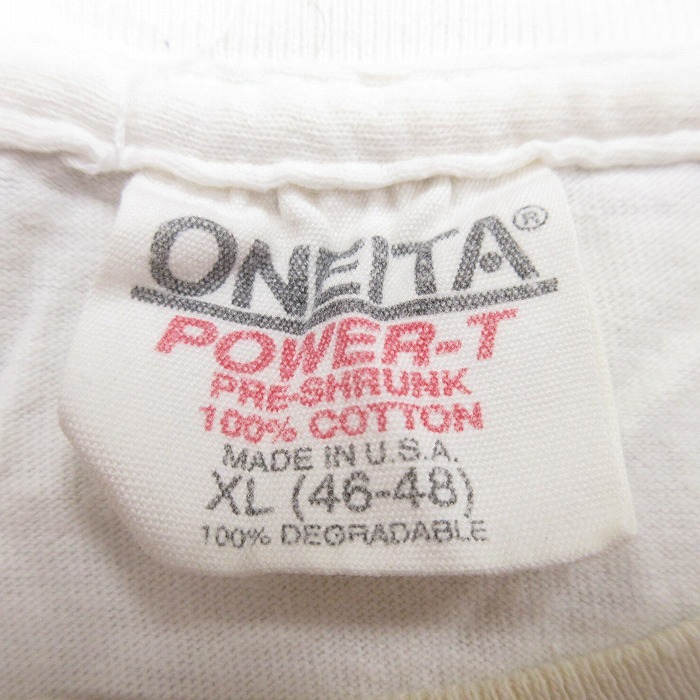 ONEITA®
POWER-T
PRE-SHRUNK
100% COTTON
MADE IN U.S.A.
XL (46-48)
100% DEGRADABLE